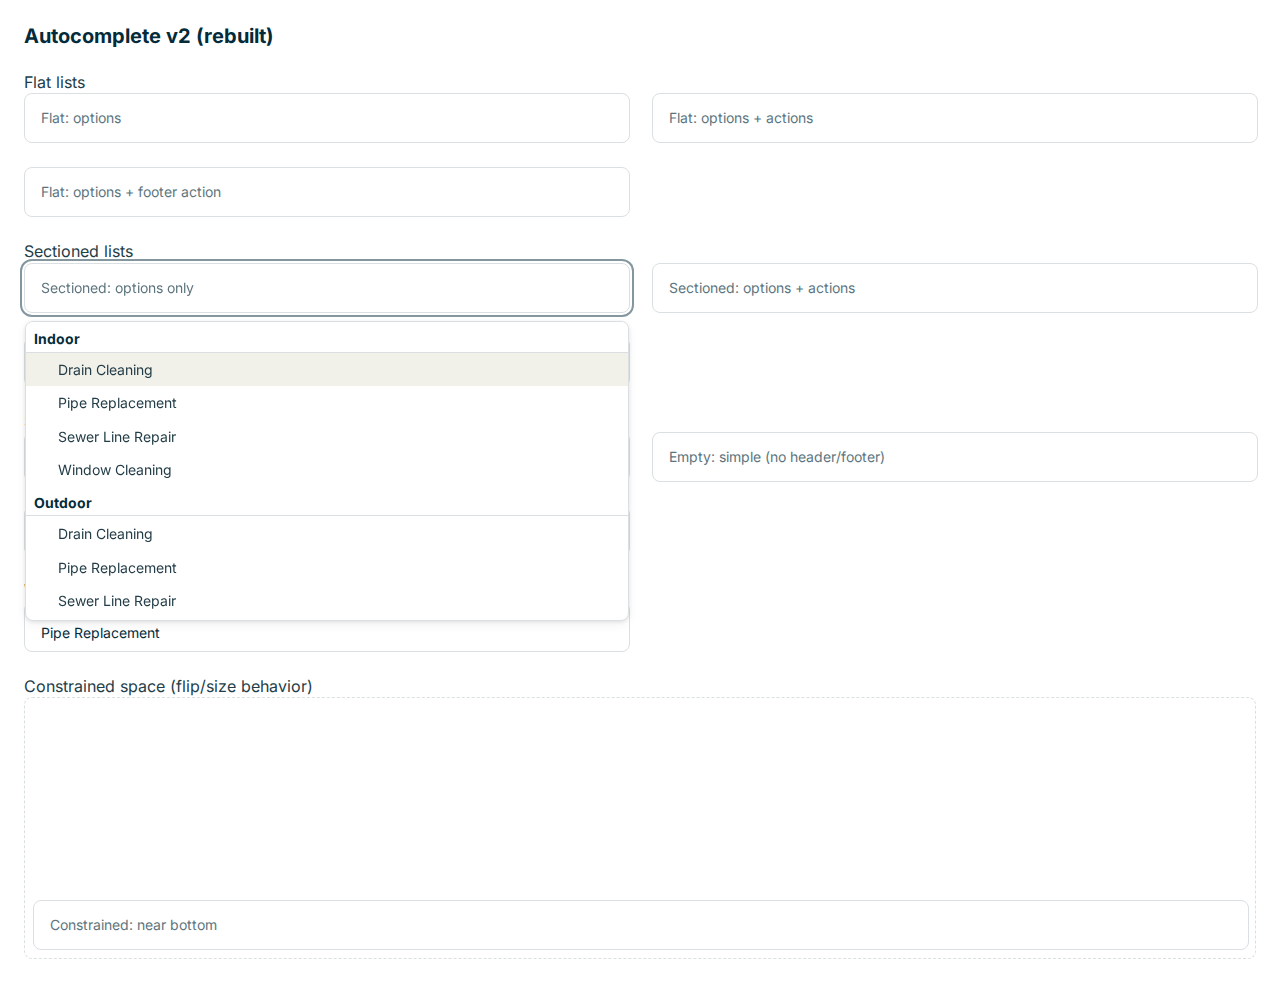 Autocomplete v2 (rebuilt)
Flat lists
Flat: options
Flat: options + actions
Flat: options + footer action
Sectioned lists
Sectioned: options only
Sectioned: options + actions
Indoor
Drain Cleaning
Pipe Replacement
Sewer Line Repair
Window Cleaning
Empty: simple (no header/footer)
Outdoor
Drain Cleaning
Pipe Replacement
Sewer Line Repair
Pipe Replacement
Constrained space (flip/size behavior)
Constrained: near bottom